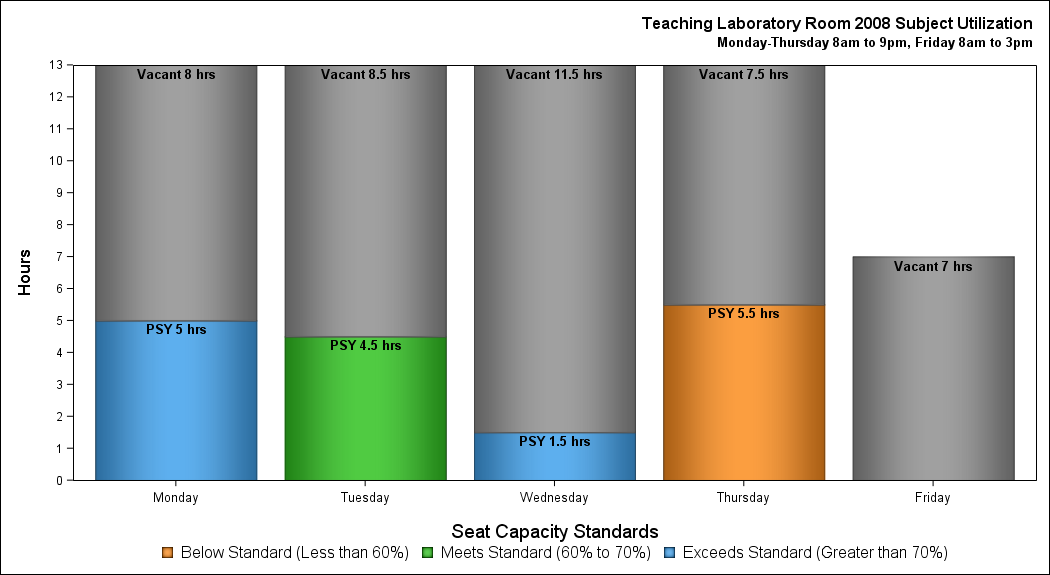 Teaching Laboratory Room 2008 Subject Utilization
Monday-Thursday 8am to 9pm, Friday 8am to 3pm
Hours
13
12
11
10
9
8
7
6
5
4
3
2
1
0
Vacant 8 hrs
PSY 5 hrs
Vacant 8.5 hrs
PSY 4.5 hrs
Vacant 11.5 hrs
PSY 1.5 hrs
Vacant 7.5 hrs
PSY 5.5 hrs
Vacant 7 hrs
Monday Tuesday Wednesday Thursday Friday
Seat Capacity Standards
Below Standard (Less than 60%) Meets Standard (60% to 70%) Exceeds Standard (Greater than 70%)